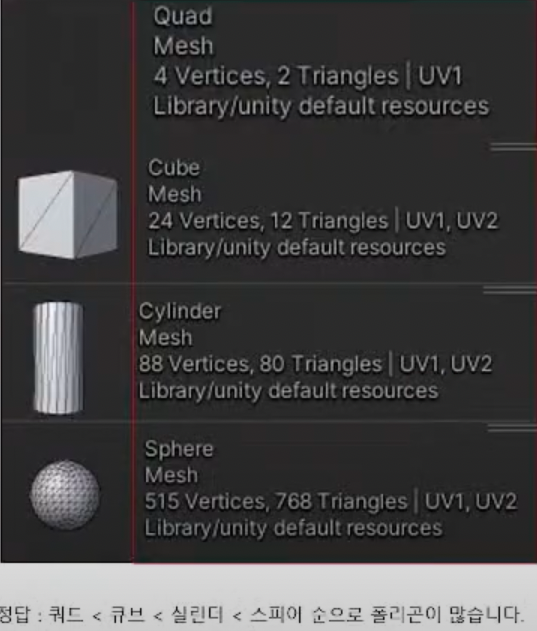 Quad
Mesh
4 Vertices, 2 Triangles | UV1
Library/unity default resources
Cube
Mesh
24 Vertices, 12 Triangles | UV1, UV2
Library/unity default resources
Cylinder
Mesh
88 Vertices, 80 Triangles | UV1, UV2
Library/unity default resources
Sphere
Mesh
515 Vertices, 768 Triangles | UV1, UV2
Library/unity default resources
정답 : 쿼드 < 큐브 < 실린더 < 스피어 순으로 폴리곤이 많습니다.